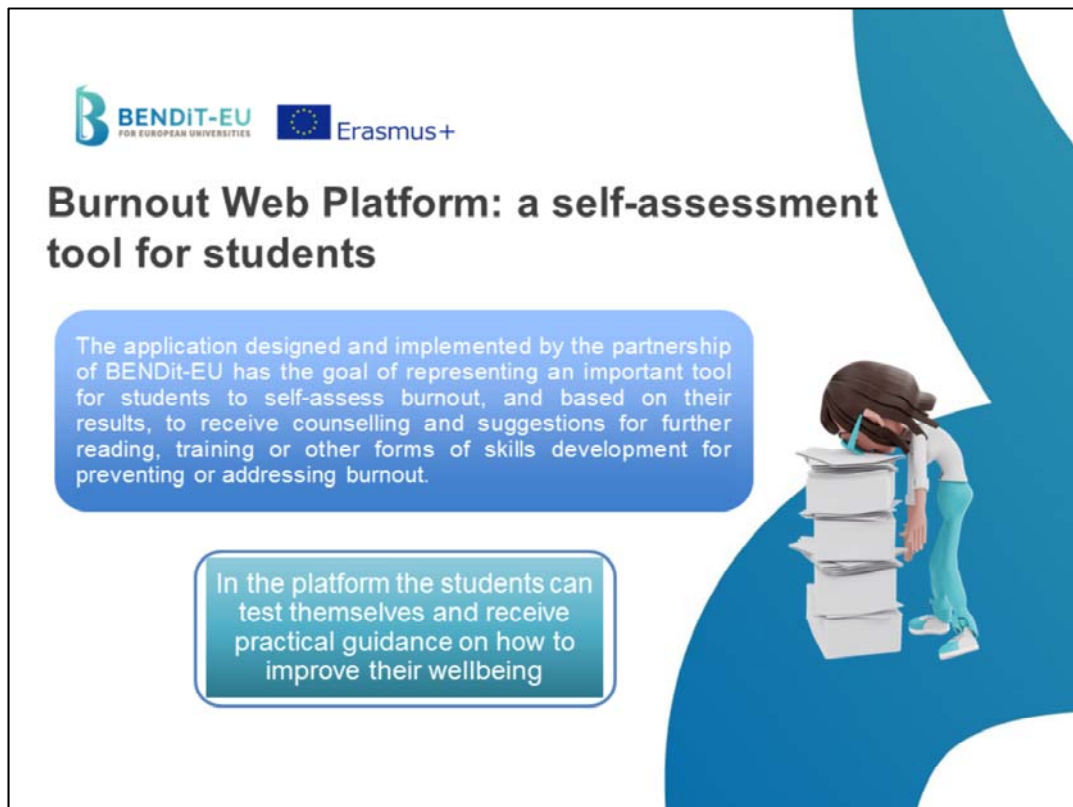 BENDiT-EU
FOR EUROPEAN UNIVERSITIES
Erasmus+
Burnout Web Platform: a self-assessment
tool for students
The application designed and implemented by the partnership
of BENDit-EU has the goal of representing an important tool
for students to self-assess burnout, and based on their
results, to receive counselling and suggestions for further
reading, training or other forms of skills development for
preventing or addressing burnout.
In the platform the students can
test themselves and receive
practical guidance on how to
improve their wellbeing